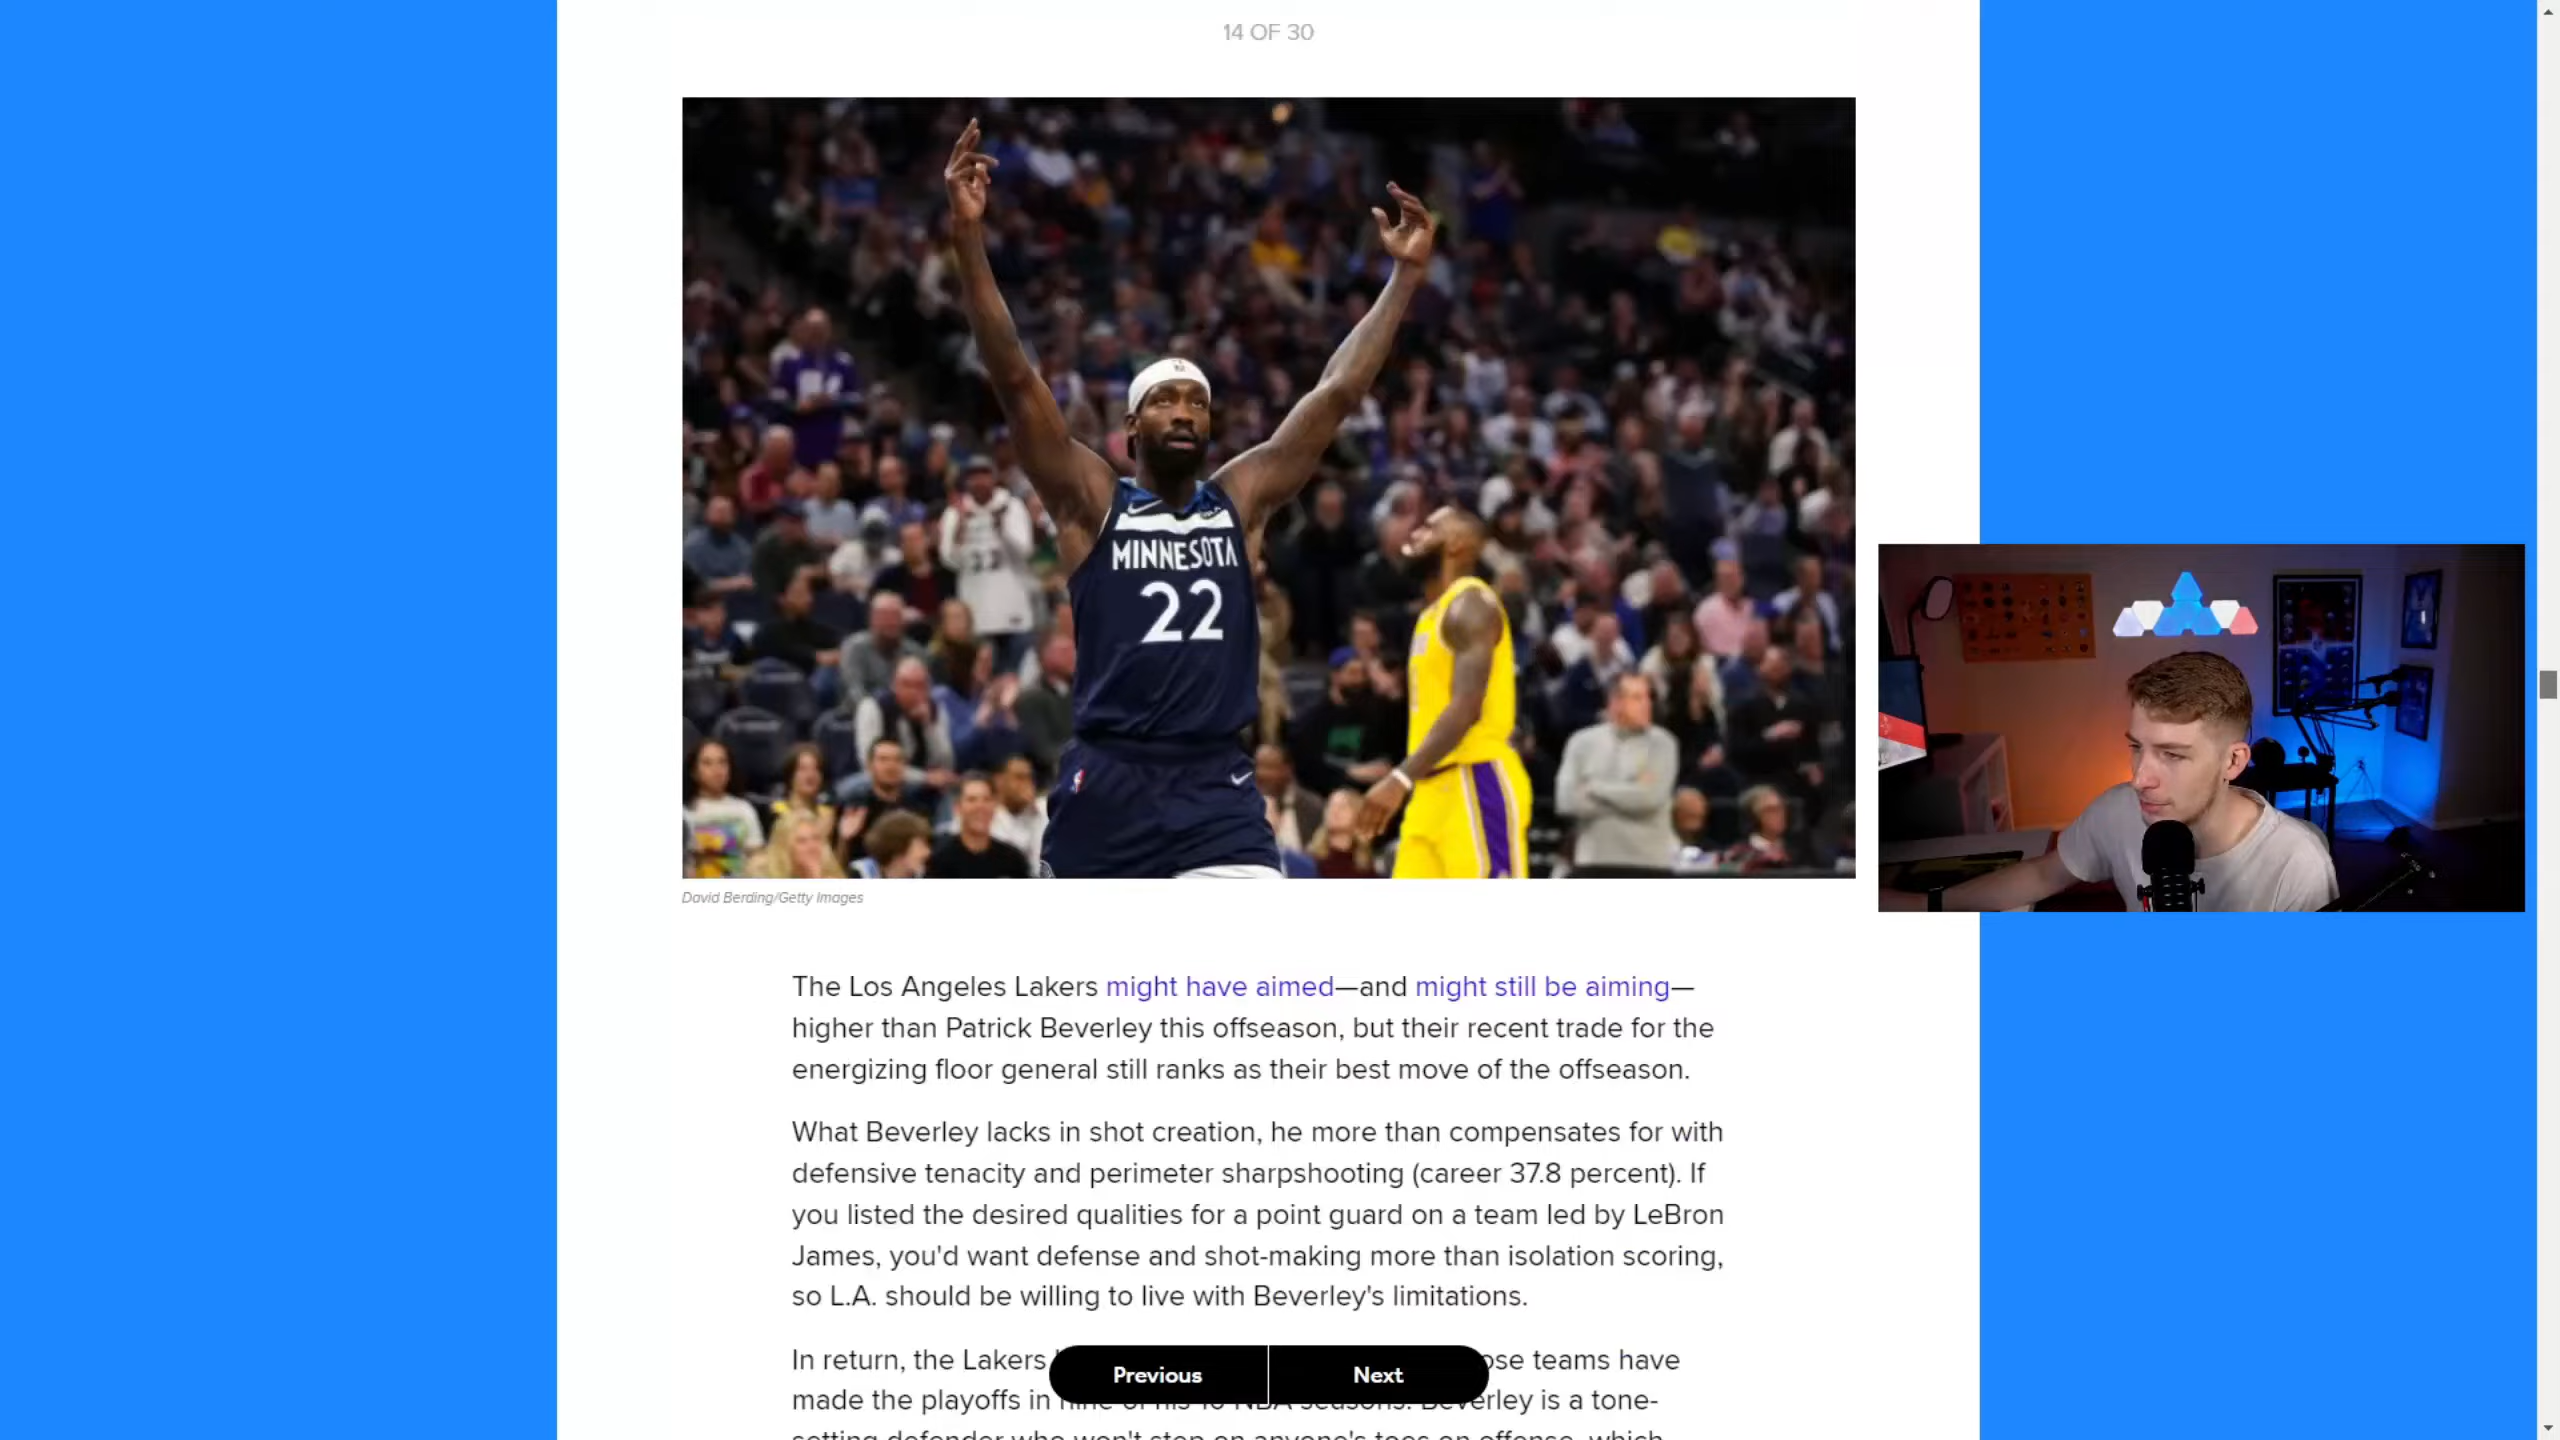 14 OF 30
MINNESOTA
22
David Berding/Getty Images
The Los Angeles Lakers might have aimed—and might still be aiming—
higher than Patrick Beverley this offseason, but their recent trade for the
energizing floor general still ranks as their best move of the offseason.
What Beverley lacks in shot creation, he more than compensates for with
defensive tenacity and perimeter sharpshooting (career 37.8 percent). If
you listed the desired qualities for a point guard on a team led by LeBron
James, you'd want defense and shot-making more than isolation scoring,
so L.A. should be willing to live with Beverley's limitations.
In return, the Lakers ose teams have
Previous Next
made the playoffs in nine of his 10 NBA seasons. Beverley is a tone-
setting defender who won't step on anyone's toes on offense, which